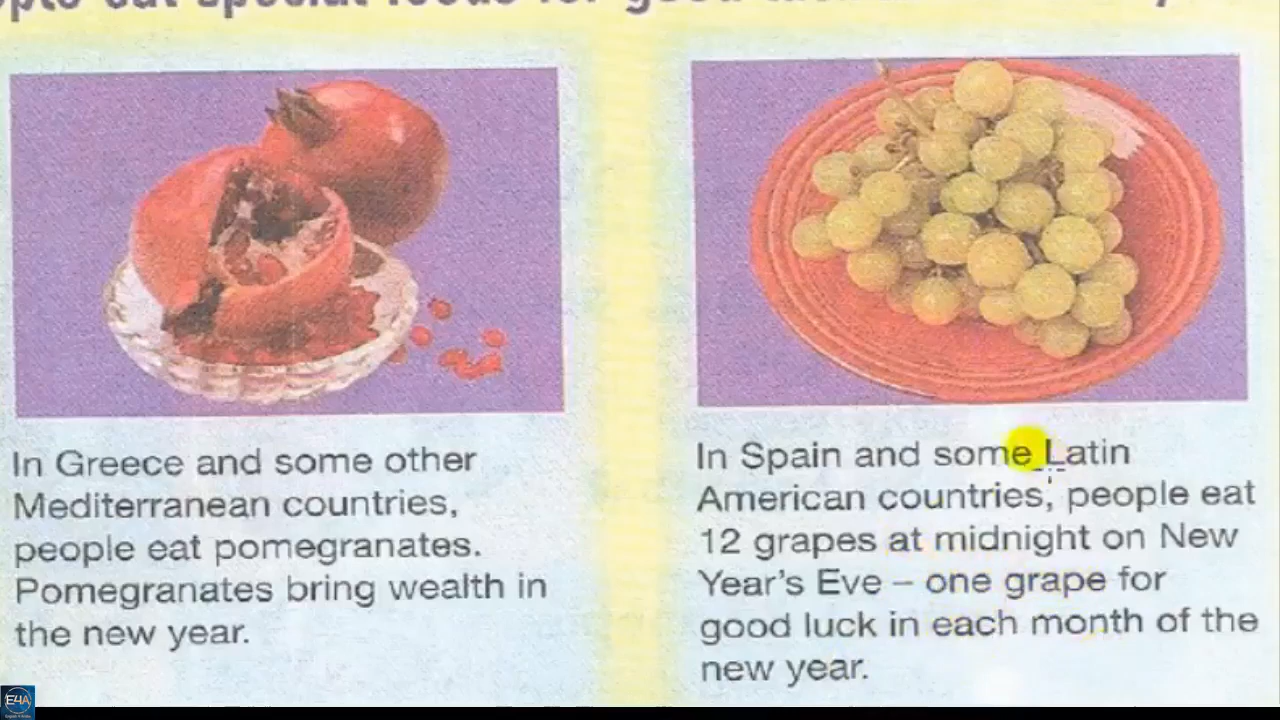 In Greece and some other
Mediterranean countries,
people eat pomegranates.
Pomegranates bring wealth in
the new year.
In Spain and some Latin
American countries, people eat
12 grapes at midnight on New
Year's Eve – one grape for
good luck in each month of the
new year.
E4A